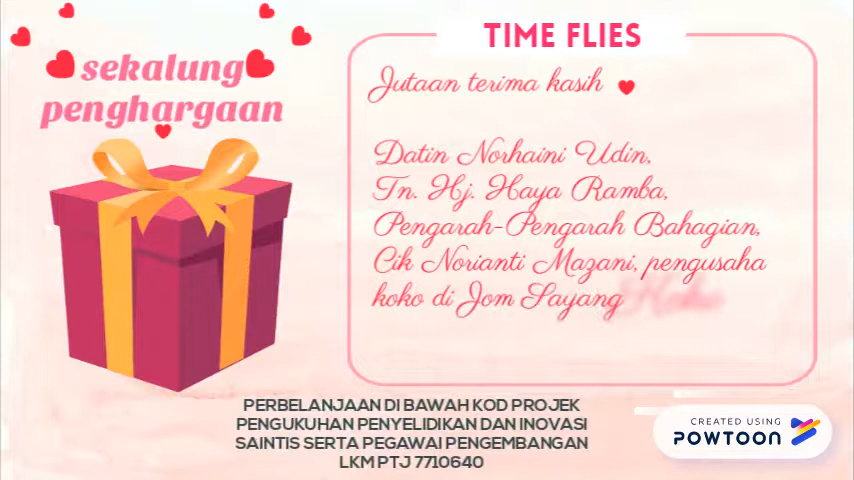 sekalung
penghargaan
TIME FLIES
Jutaan terima kasih
Datin Norhaini Udin,
Tn. Hj. Haya Ramba,
Pengarah-Pengarah Bahagian,
Cik Norianti Mazani, pengusaha
koko di Jom Sayang
PERBELANJAAN DI BAWAH KOD PROJEK
PENGUKUHAN PENYELIDIKAN DAN INOVASI
SAINTIS SERTA PEGAWAI PENGEMBANGAN
LKM PTJ 7710640
CREATED USING
POWTOON